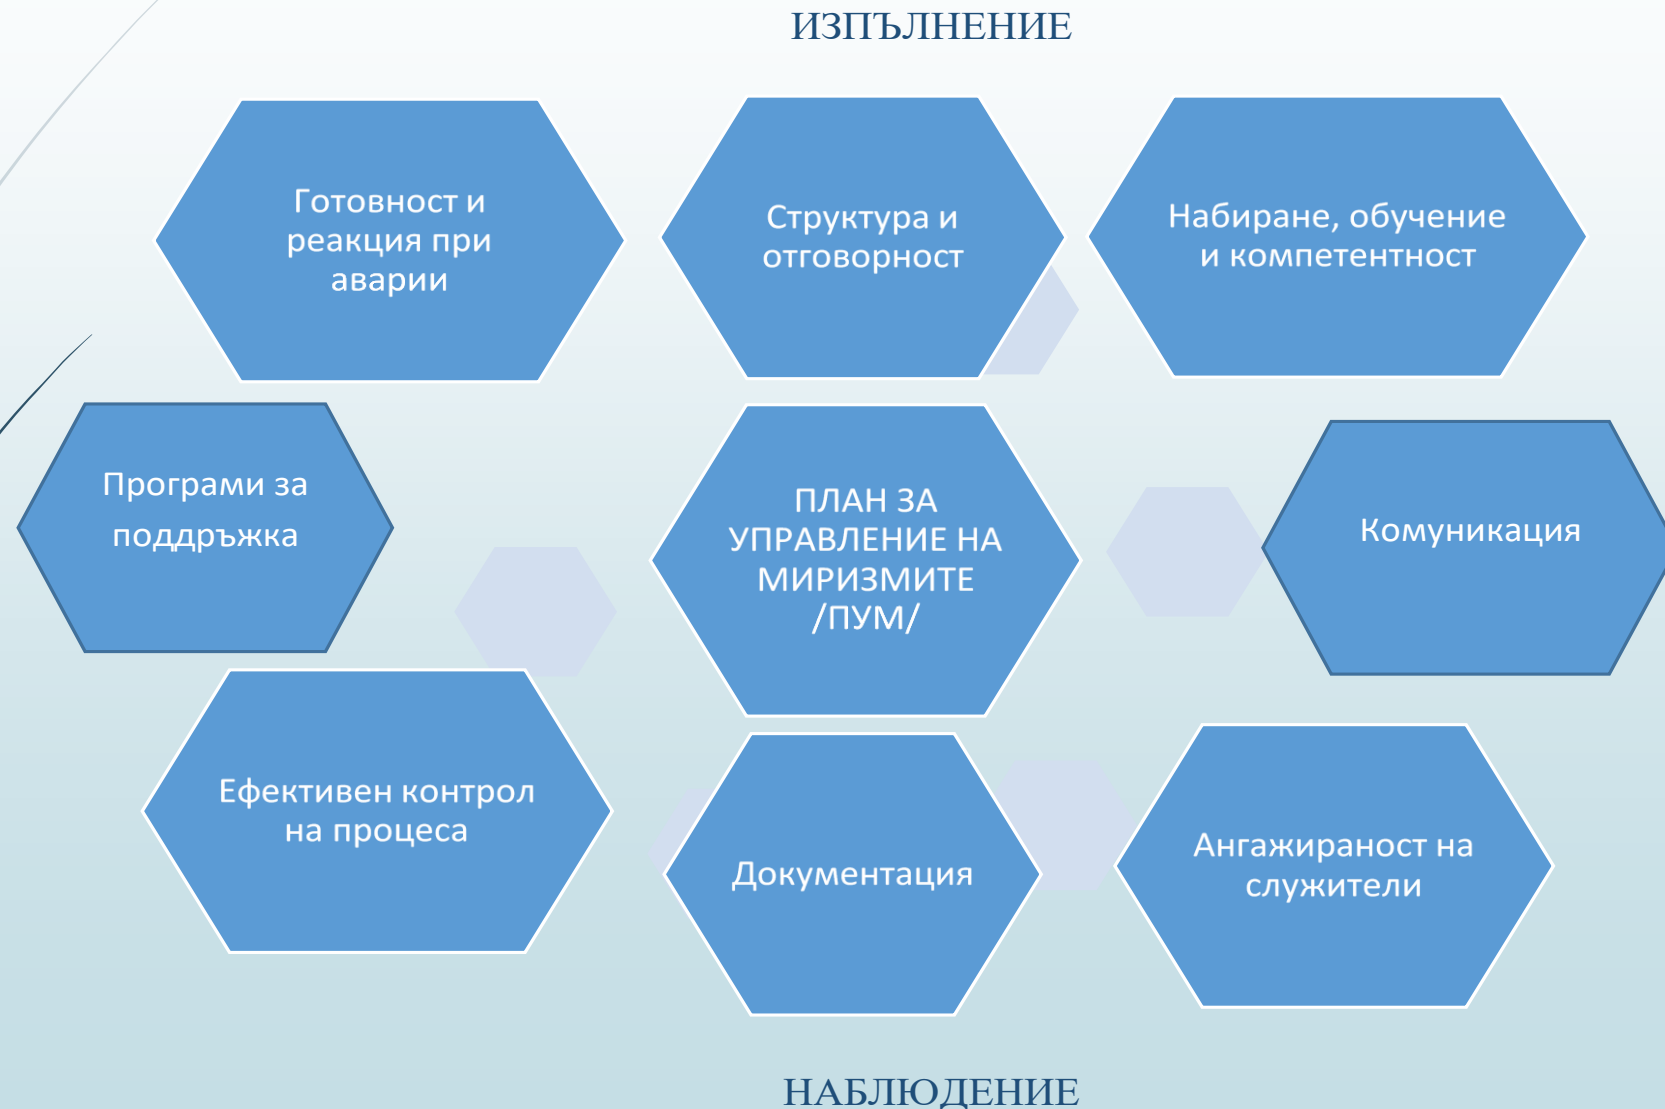 ИЗПЪЛНЕНИЕ
Готовност и
реакция при
аварии
Структура и
отговорност
Набиране, обучение
и компетентност
Програми за
поддръжка
ПЛАН ЗА
УПРАВЛЕНИЕ НА
МИРИЗМИТЕ
/ПУМ/
Комуникация
Ефективен контрол
на процеса
Документация
Ангажираност на
служители
НАБЛЮДЕНИЕ